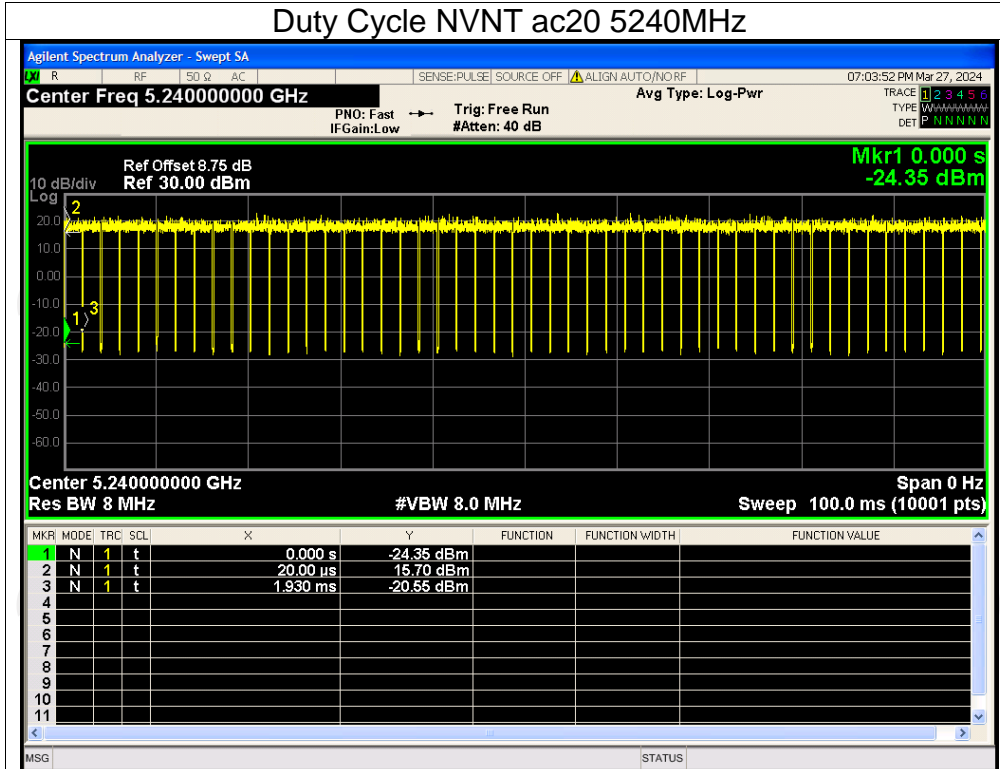 Duty Cycle NVNT ac20 5240MHz
Agilent Spectrum Analyzer - Swept SA
LXI R RF 50 Ω AC SENSE:PULSE SOURCE OFF ALIGN AUTO/NO RF 07:03:52 PM Mar 27, 2024
Center Freq 5.240000000 GHz Avg Type: Log-Pwr TRACE 1 2 3 4 5 6
PNO: Fast Trig: Free Run TYPE
IFGain:Low #Atten: 40 dB DET P N N N N N
Mkr1 0.000 s
Ref Offset 8.75 dB
10 dB/div Ref 30.00 dBm -24.35 dBm
Log
2
20.0
10.0
0.00
-10.0
1 3
-20.0
-30.0
-40.0
-50.0
-60.0
Center 5.240000000 GHz Span 0 Hz
Res BW 8 MHz #VBW 8.0 MHz Sweep 100.0 ms (10001 pts)
MKR MODE TRC SCL X Y FUNCTION FUNCTION WIDTH FUNCTION VALUE
1 N 1 t 0.000 s -24.35 dBm
2 N 1 t 20.00 µs 15.70 dBm
3 N 1 t 1.930 ms -20.55 dBm
4
5
6
7
8
9
10
11
MSG STATUS